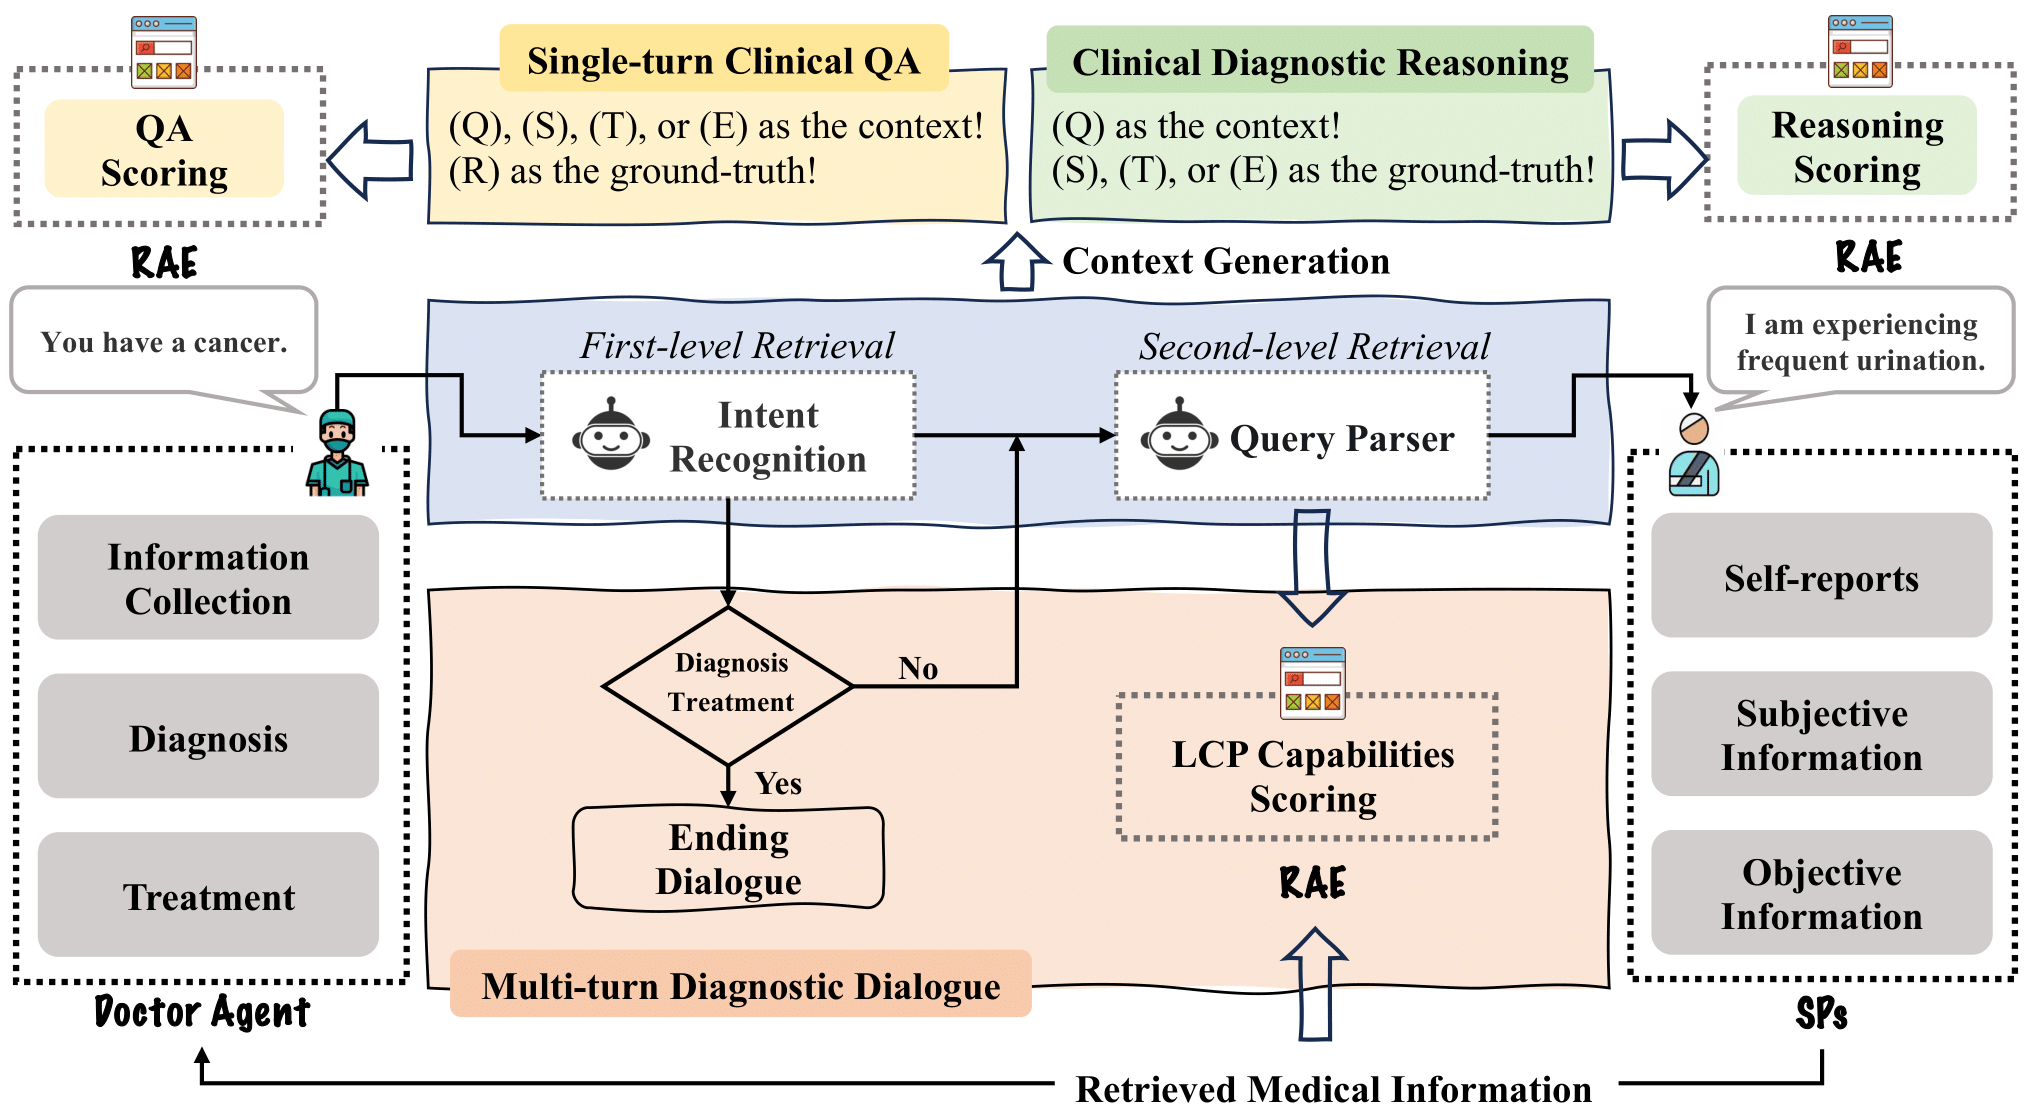 Single-turn Clinical QA
(Q), (S), (T), or (E) as the context!
(R) as the ground-truth!
Clinical Diagnostic Reasoning
(Q) as the context!
(S), (T), or (E) as the ground-truth!
QA
Scoring
RAE
Reasoning
Scoring
RAE
Context Generation
You have a cancer.
First-level Retrieval
Second-level Retrieval
I am experiencing
frequent urination.
Intent
Recognition
Query Parser
Information
Collection
Diagnosis
Treatment
Doctor Agent
Diagnosis
Treatment
No
Yes
Ending
Dialogue
LCP Capabilities
Scoring
RAE
Multi-turn Diagnostic Dialogue
Self-reports
Subjective
Information
Objective
Information
SPs
Retrieved Medical Information